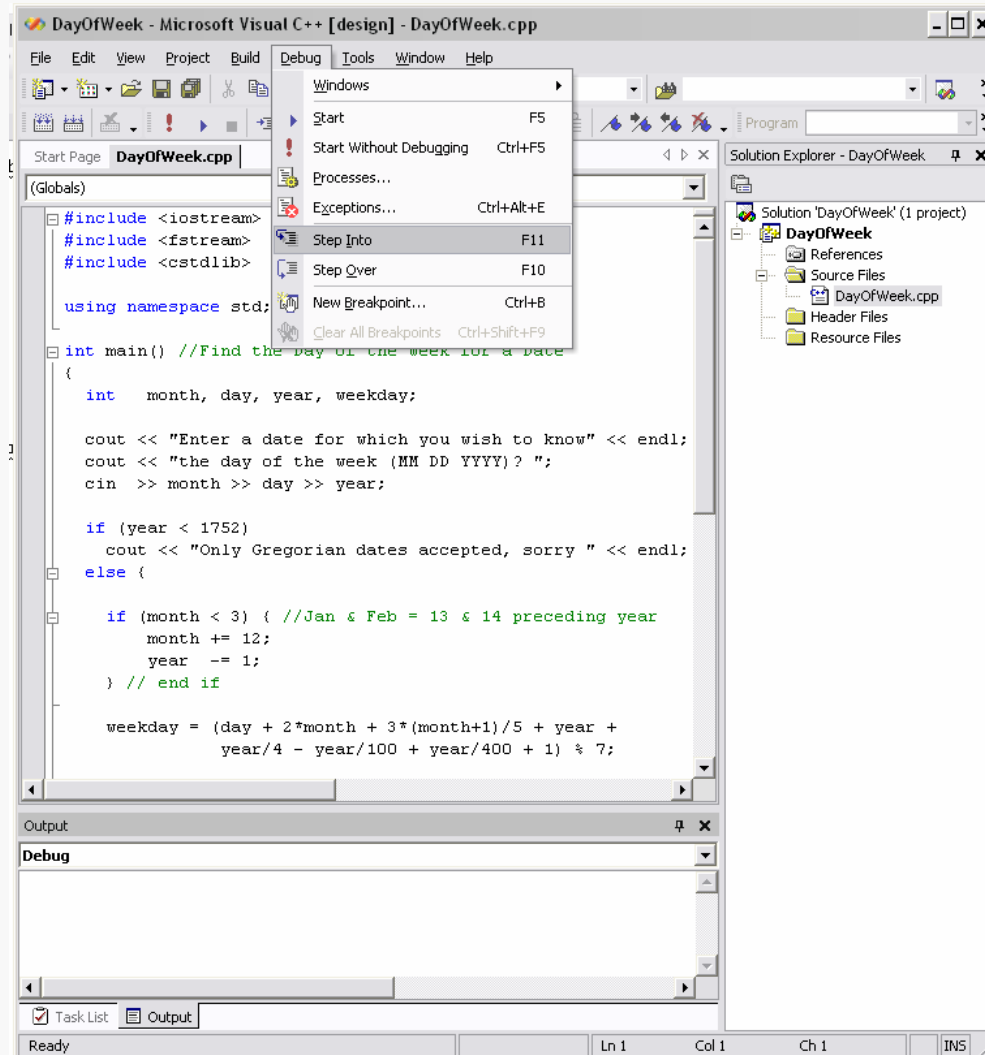 DayOfWeek - Microsoft Visual C++ [design] - DayOfWeek.cpp
File Edit View Project Build Debug Tools Window Help
Windows
Start F5
Start Without Debugging Ctrl+F5
Processes...
Exceptions... Ctrl+Alt+E
Step Into F11
Step Over F10
New Breakpoint... Ctrl+B
Clear All Breakpoints Ctrl+Shift+F9
Program
Start Page DayOfWeek.cpp
(Globals)
#include <iostream>
#include <fstream>
#include <cstdlib>
using namespace std;
int main() //Find the Day of the week for a Date
{
int month, day, year, weekday;
cout << "Enter a date for which you wish to know" << endl;
cout << "the day of the week (MM DD YYYY)? ";
cin >> month >> day >> year;
if (year < 1752)
cout << "Only Gregorian dates accepted, sorry " << endl;
else {
if (month < 3) { //Jan & Feb = 13 & 14 preceding year
month += 12;
year -= 1;
} // end if
weekday = (day + 2*month + 3*(month+1)/5 + year +
year/4 - year/100 + year/400 + 1) % 7;
Solution Explorer - DayOfWeek
Solution 'DayOfWeek' (1 project)
DayOfWeek
References
Source Files
DayOfWeek.cpp
Header Files
Resource Files
Output
Debug
Task List Output
Ready Ln 1 Col 1 Ch 1 INS